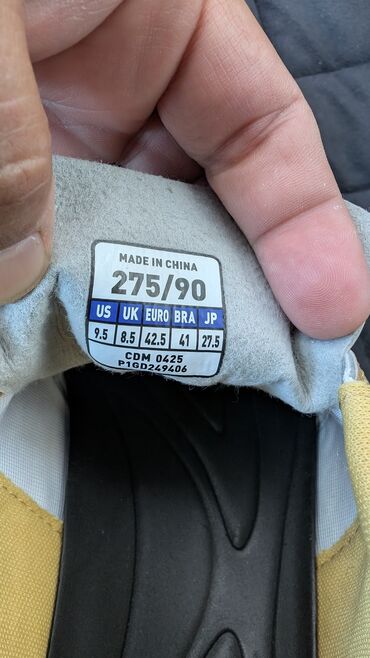 MADE IN CHINA
275/90
US UK EURO BRA JP
9.5 8.5 42.5 41 27.5
CDM 0425
P1GD249406